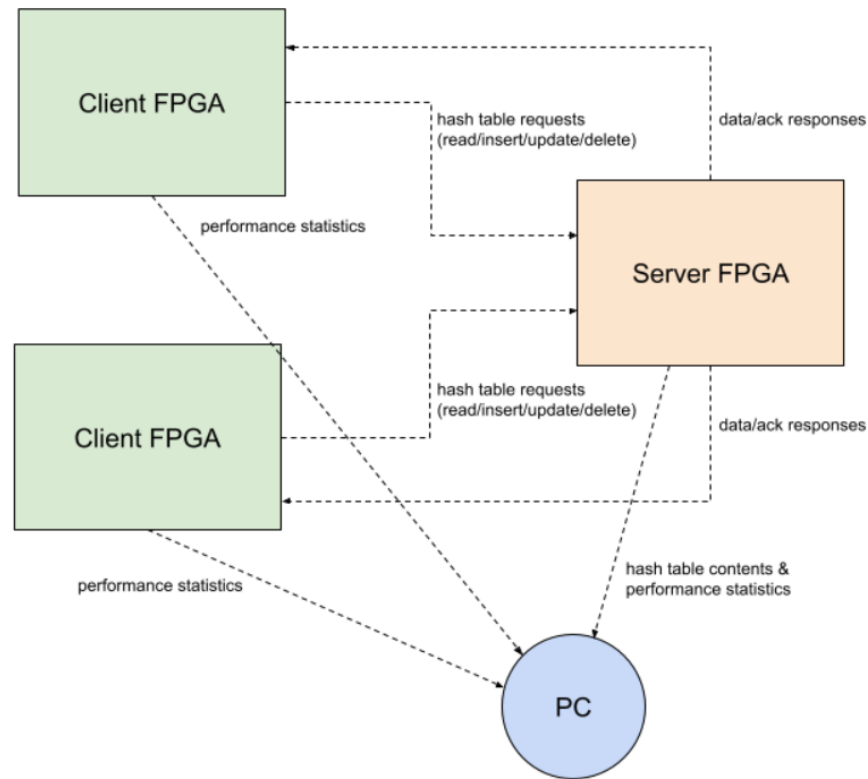 Client FPGA
hash table requests
(read/insert/update/delete)
data/ack responses
performance statistics
Server FPGA
Client FPGA
hash table requests
(read/insert/update/delete)
data/ack responses
performance statistics
hash table contents &
performance statistics
PC